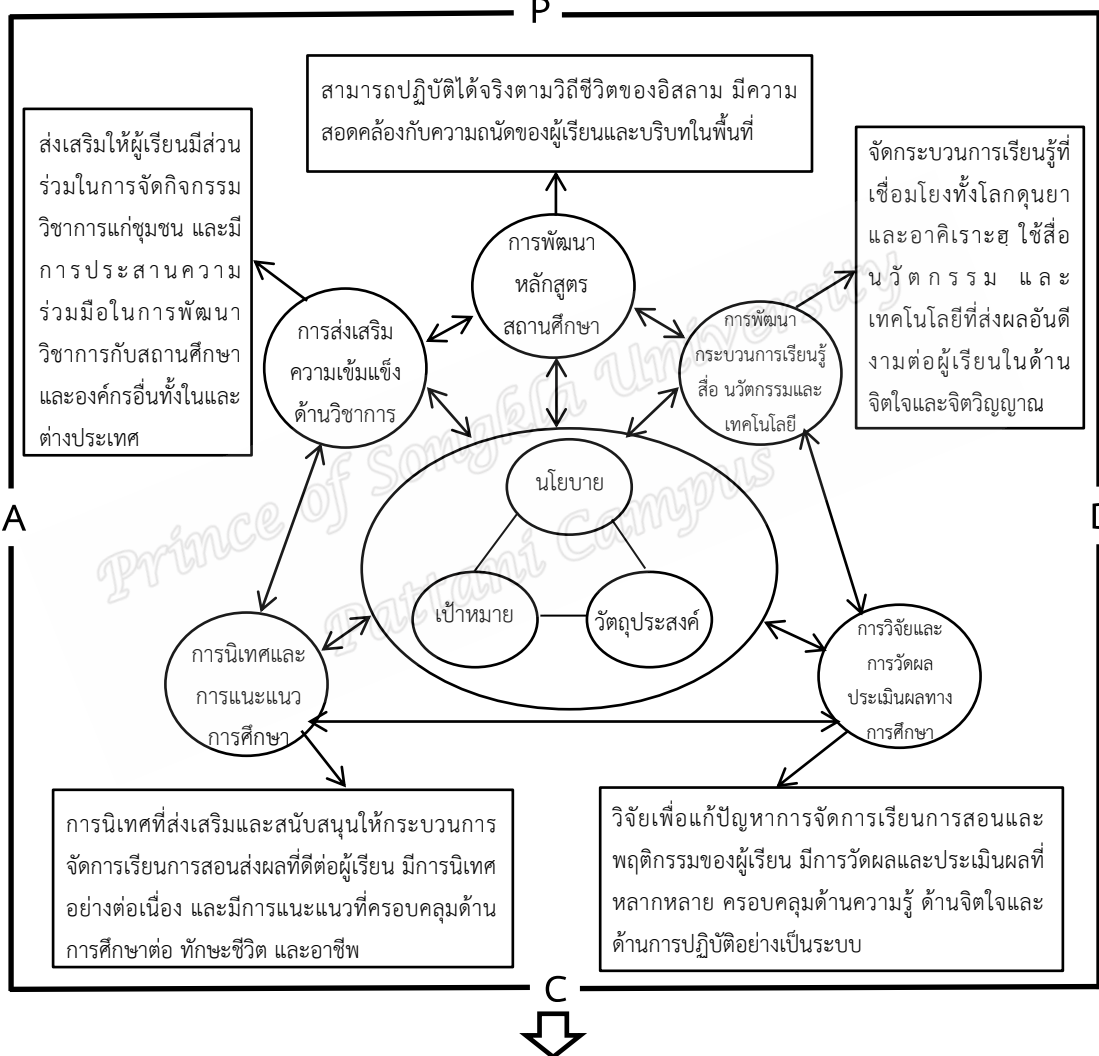 P
สามารถปฏิบัติได้จริงตามวิถีชีวิตของอิสลาม มีความ
สอดคล้องกับความถนัดของผู้เรียนและบริบทในพื้นที่
ส่งเสริมให้ผู้เรียนมีส่วน
ร่วมในการจัดกิจกรรม
วิชาการแก่ชุมชน และมี
การประสานความ
ร่วมมือในการพัฒนา
วิชาการกับสถานศึกษา
และองค์กรอื่นทั้งในและ
ต่างประเทศ
จัดกระบวนการเรียนรู้ที่
เชื่อมโยงทั้งโลกดุนยา
และอาคิเราะฮฺ ใช้สื่อ
นวัตกรรม และ
เทคโนโลยีที่ส่งผลอันดี
งามต่อผู้เรียนในด้าน
จิตใจและจิตวิญญาณ
การพัฒนา
หลักสูตร
สถานศึกษา
การส่งเสริม
ความเข้มแข็ง
ด้านวิชาการ
การพัฒนา
กระบวนการเรียนรู้
สื่อ นวัตกรรมและ
เทคโนโลยี
นโยบาย
เป้าหมาย
วัตถุประสงค์
A
D
การนิเทศและ
การแนะแนว
การศึกษา
การวิจัยและ
การวัดผล
ประเมินผลทาง
การศึกษา
การนิเทศที่ส่งเสริมและสนับสนุนให้กระบวนการ
จัดการเรียนการสอนส่งผลที่ดีต่อผู้เรียน มีการนิเทศ
อย่างต่อเนื่อง และมีการแนะแนวที่ครอบคลุมด้าน
การศึกษาต่อ ทักษะชีวิต และอาชีพ
วิจัยเพื่อแก้ปัญหาการจัดการเรียนการสอนและ
พฤติกรรมของผู้เรียน มีการวัดผลและประเมินผลที่
หลากหลาย ครอบคลุมด้านความรู้ ด้านจิตใจและ
ด้านการปฏิบัติอย่างเป็นระบบ
C
Prince of Songkla University
Pattani Campus